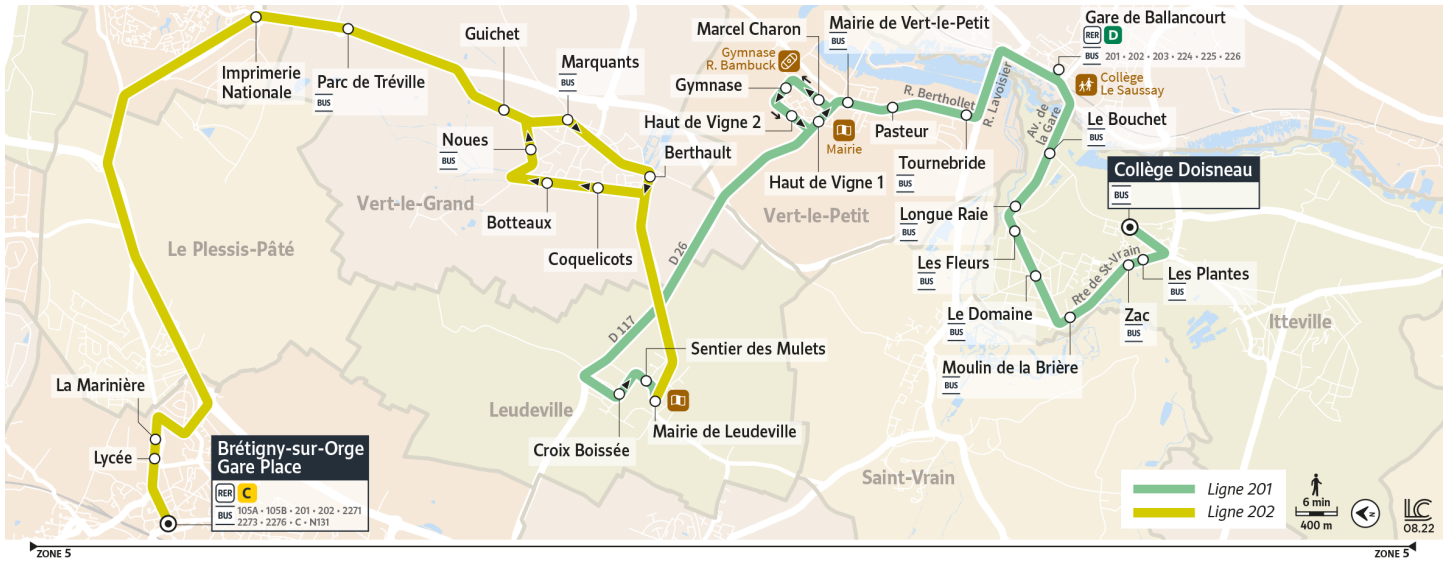 Imprimerie
Nationale
Parc de Tréville
BUS
Guichet
Marquants
BUS
Noues
BUS
Berthault
Botteaux
Coquelicots
Vert-le-Grand
Le Plessis-Pâté
La Marinière
Lycée
Brétigny-sur-Orge
Gare Place
RER C
BUS 105A • 105B • 201 • 202 • 2271
2273 • 2276 • C • N131
Marcel Charon
Gymnase
R. Bambuck
Gymnase
Haut de Vigne 2
Mairie de Vert-le-Petit
BUS
Mairie
Haut de Vigne 1
Pasteur
R. Berthollet
Tournebride
BUS
R. Lavoisier
Gare de Ballancourt
RER D
BUS 201 • 202 • 203 • 224 • 225 • 226
Collège
Le Saussay
Av. de
la Gare
Le Bouchet
BUS
Collège Doisneau
BUS
Vert-le-Petit
Longue Raie
BUS
Les Fleurs
BUS
Le Domaine
BUS
Moulin de la Brière
BUS
Rte de St-Vrain
Les Plantes
BUS
Zac
BUS
Itteville
D 26
D 117
Sentier des Mulets
Leudeville
Mairie de Leudeville
Croix Boissée
Saint-Vrain
Ligne 201
Ligne 202
6 min
400 m
N
LC
08.22
ZONE 5
ZONE 5